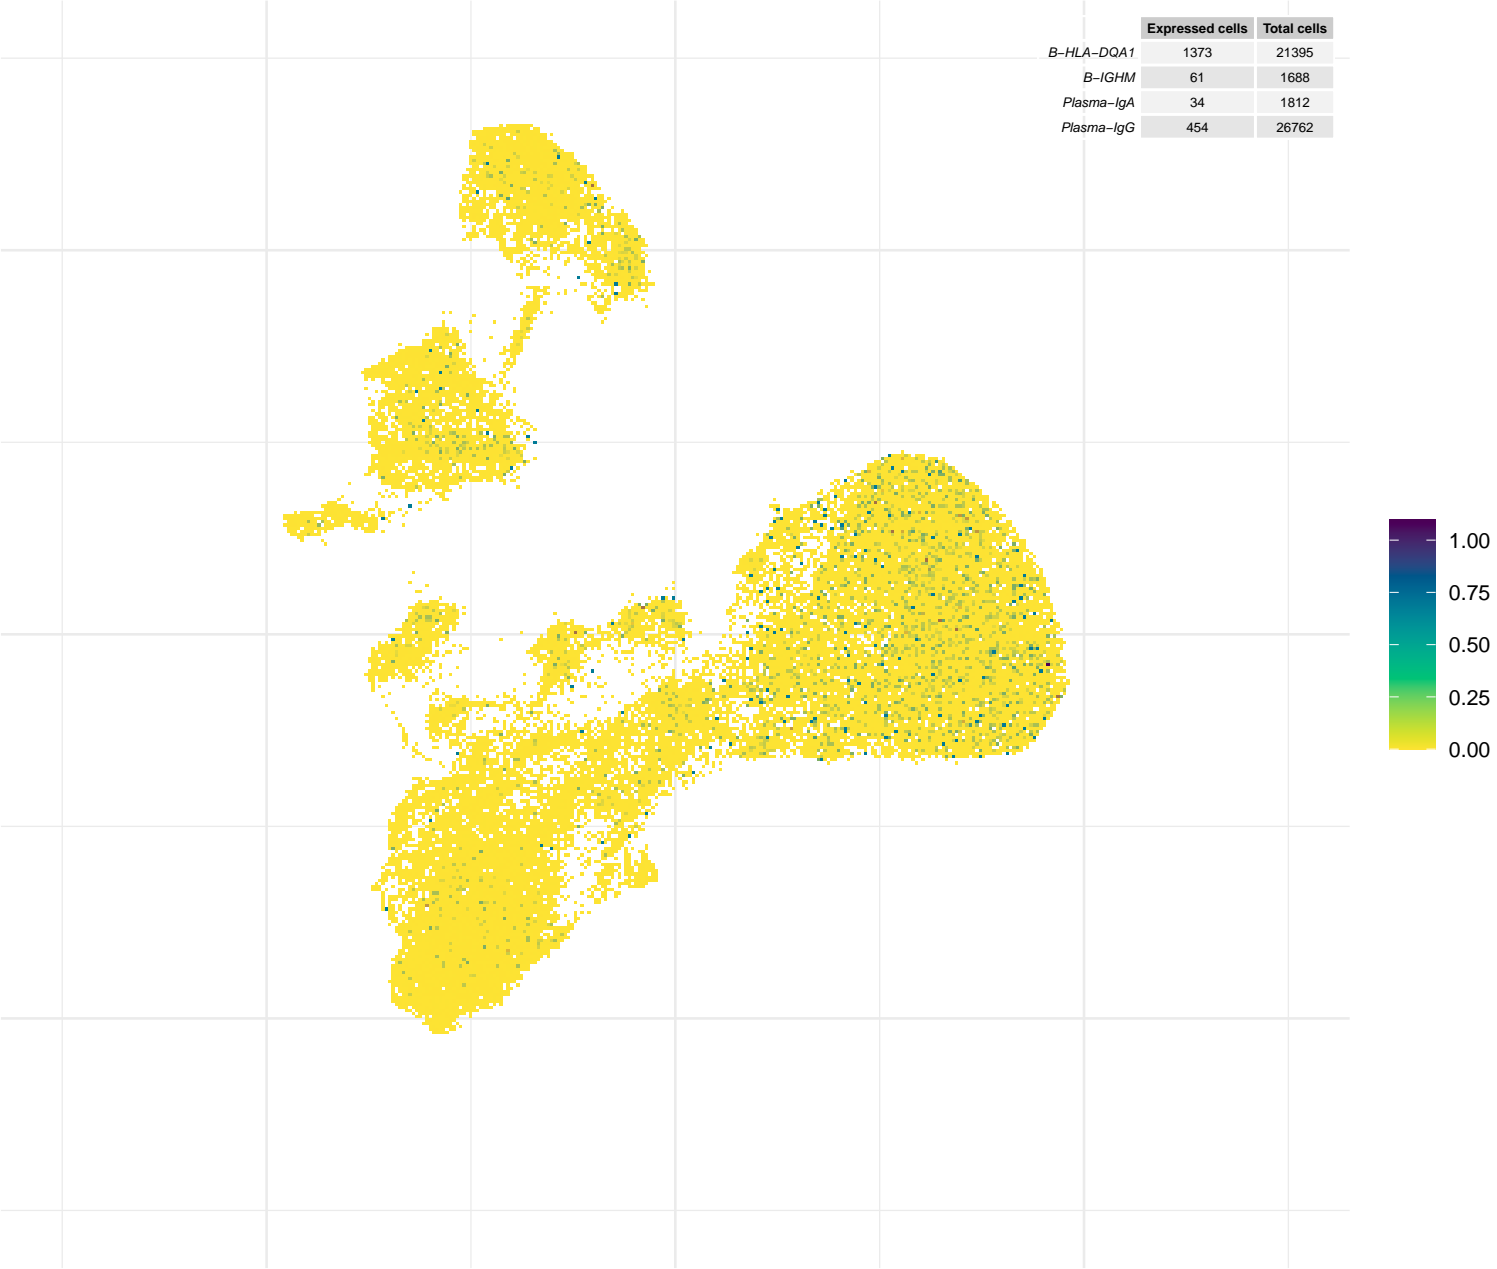 Expressed cells Total cells
B−HLA−DQA1 1373 21395
B−IGHM 61 1688
Plasma−IgA 34 1812
Plasma−IgG 454 26762
1.00
0.75
0.50
0.25
0.00